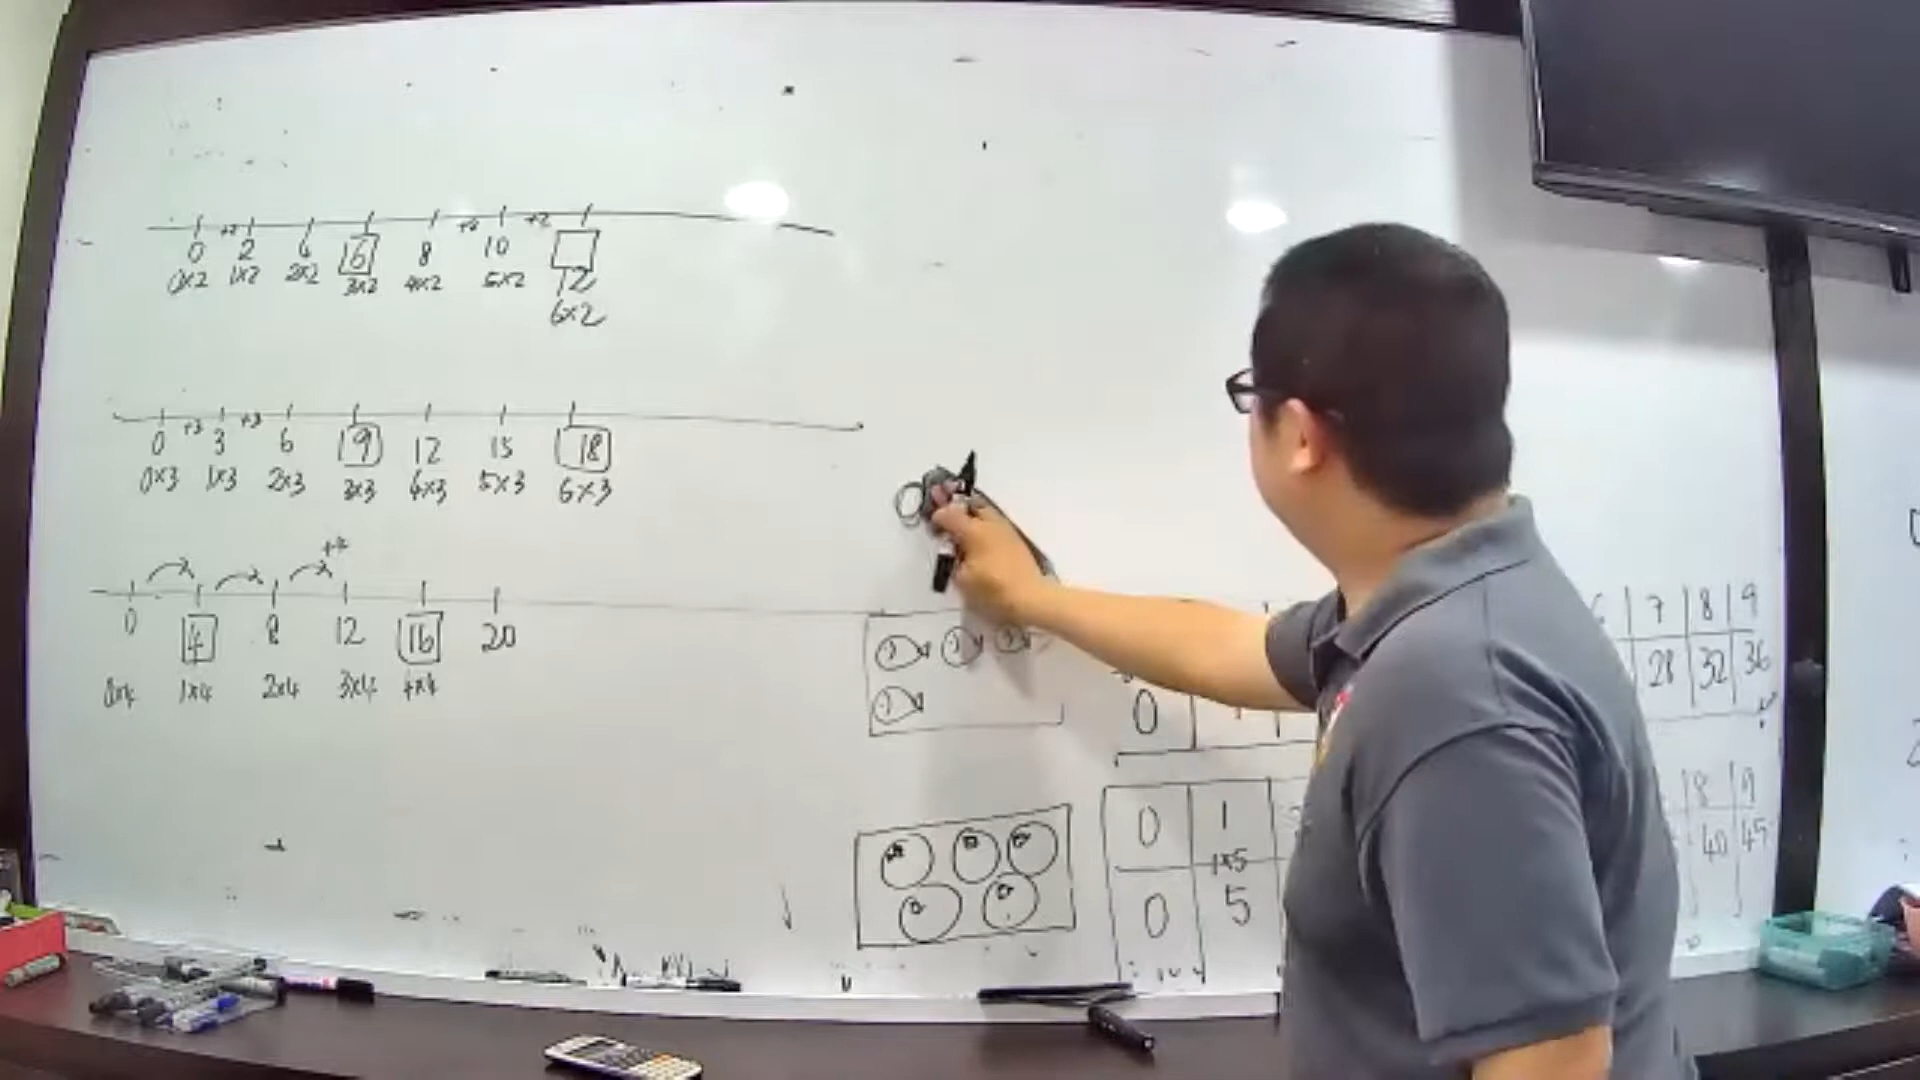 +2 +2 +2
0 2 4 6 8 10
12
0x2 1x2 2x2 3x2 4x2 5x2
6x2
+3 +3
0 3 6 9 12 15 18
0x3 1x3 2x3 3x3 4x3 5x3 6x3
+4
0 4 8 12 16 20
0x4 1x4 2x4 3x4 4x4
6 7 8 9
28 32 36
0
0 1 8 9
1x5
0 5 40 45